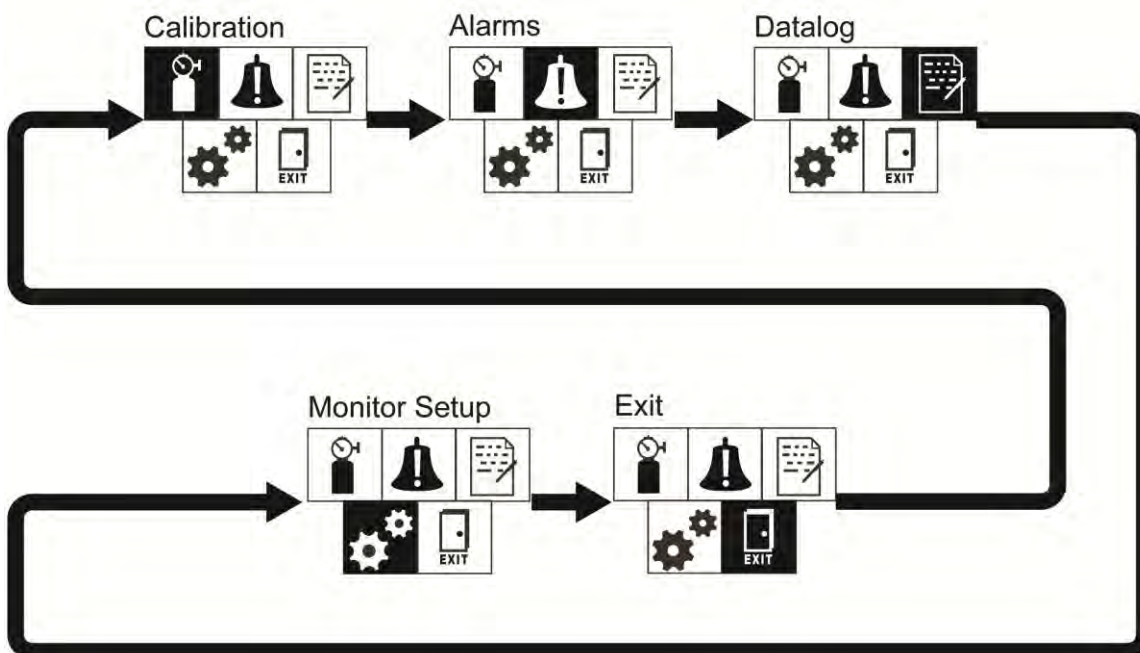 Calibration
Alarms
Datalog
EXIT
EXIT
EXIT
Monitor Setup
Exit
EXIT
EXIT